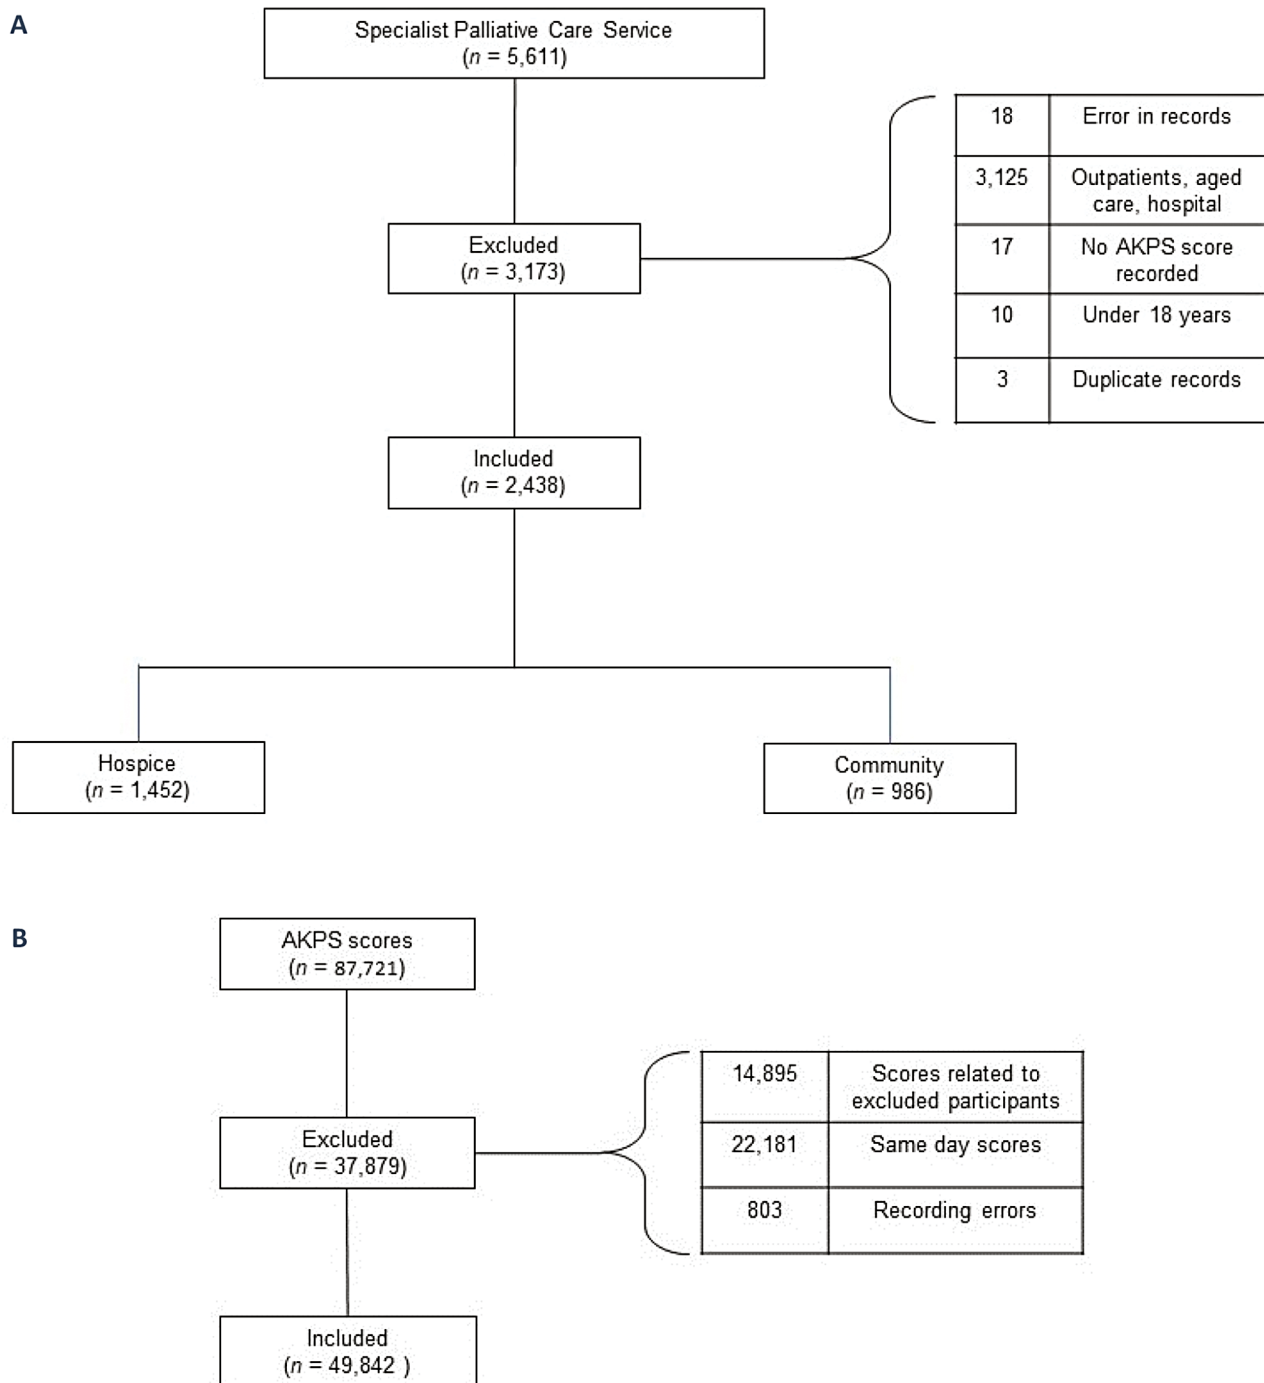 A
Specialist Palliative Care Service
(n = 5,611)
18 Error in records
3,125 Outpatients, aged
care, hospital
Excluded
(n = 3,173)
17 No AKPS score
recorded
10 Under 18 years
3 Duplicate records
Included
(n = 2,438)
Hospice
(n = 1,452)
Community
(n = 986)
B
AKPS scores
(n = 87,721)
14,895 Scores related to
excluded participants
Excluded
(n = 37,879)
22,181 Same day scores
803 Recording errors
Included
(n = 49,842 )